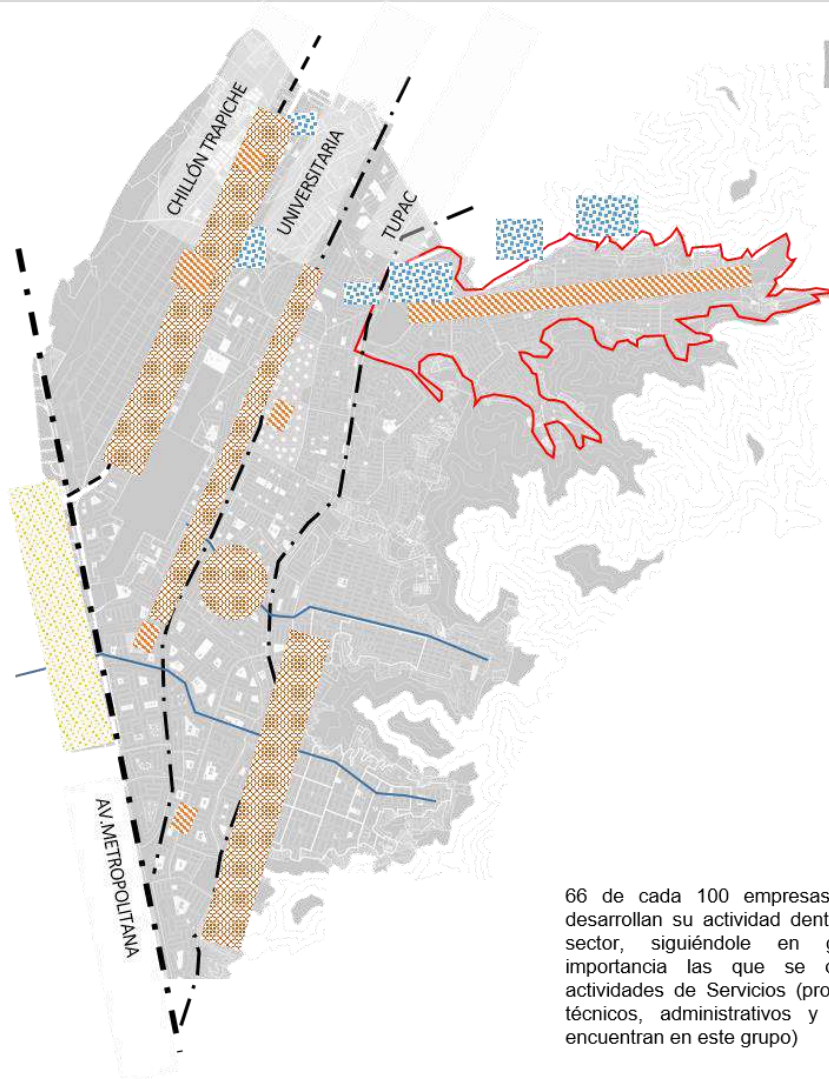 CHILLÓN TRAPICHE
UNIVERSITARIA
TUPAC
AV.METROPOLITANA
66 de cada 100 empresas
desarrollan su actividad dent
sector, siguiéndole en g
importancia las que se
actividades de Servicios (pro
técnicos, administrativos y
encuentran en este grupo)